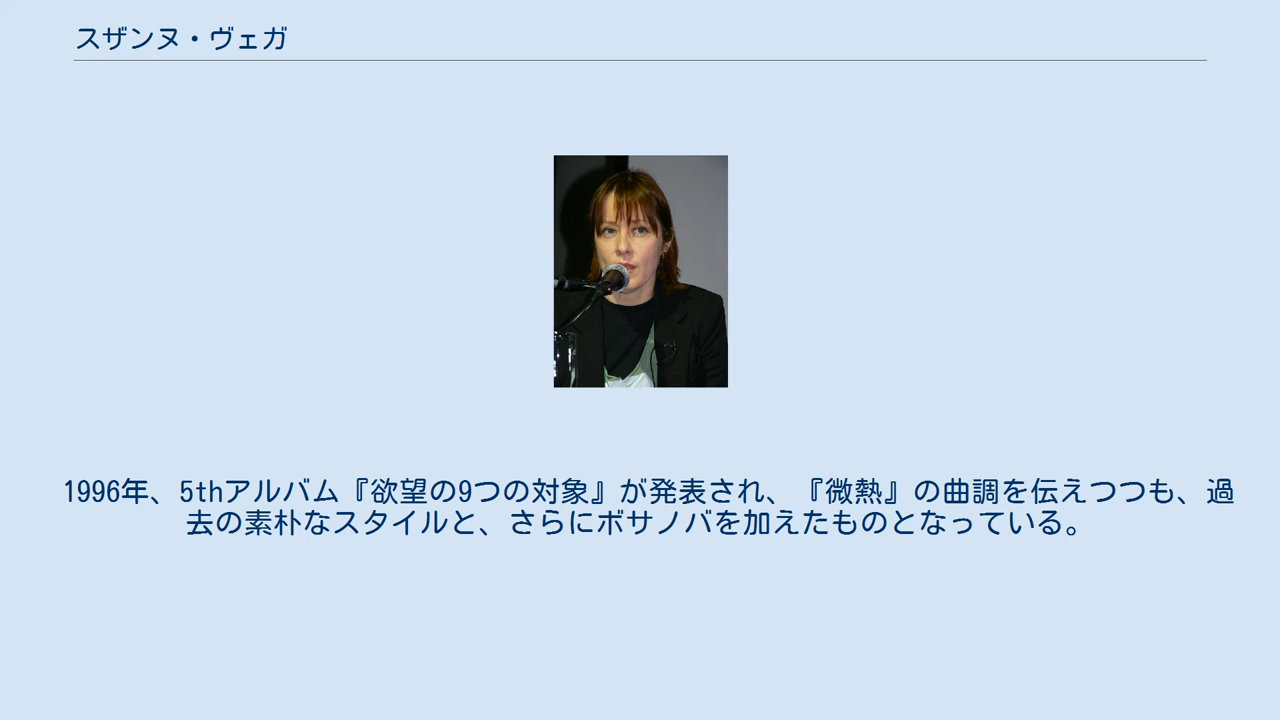 スザンヌ・ヴェガ
1996年、5thアルバム『欲望の9つの対象』が発表され、『微熱』の曲調を伝えつつも、過
去の素朴なスタイルと、さらにボサノバを加えたものとなっている。